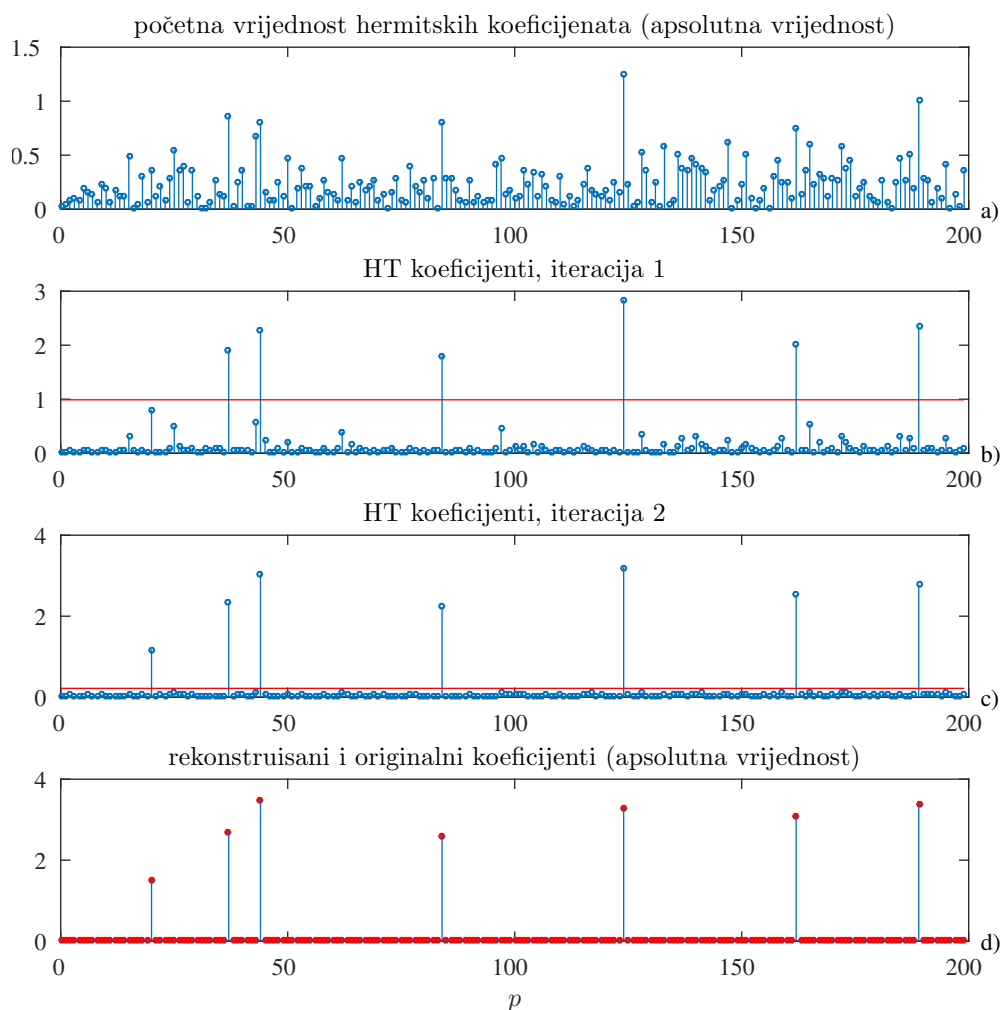 početna vrijednost hermitskih koeficijenata (apsolutna vrijednost)
1.5
1
0.5
0
0 50 100 150 200
a)
HT koeficijenti, iteracija 1
3
2
1
0
0 50 100 150 200
b)
HT koeficijenti, iteracija 2
4
2
0
0 50 100 150 200
c)
rekonstruisani i originalni koeficijenti (apsolutna vrijednost)
4
2
0
0 50 100 150 200
d)
p